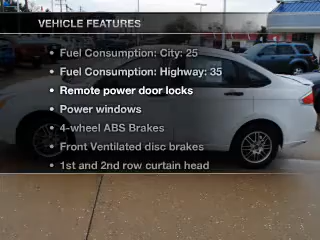 VEHICLE FEATURES
• Fuel Consumption: City: 25
• Fuel Consumption: Highway: 35
• Remote power door locks
• Power windows
• 4-wheel ABS Brakes
• Front Ventilated disc brakes
• 1st and 2nd row curtain head